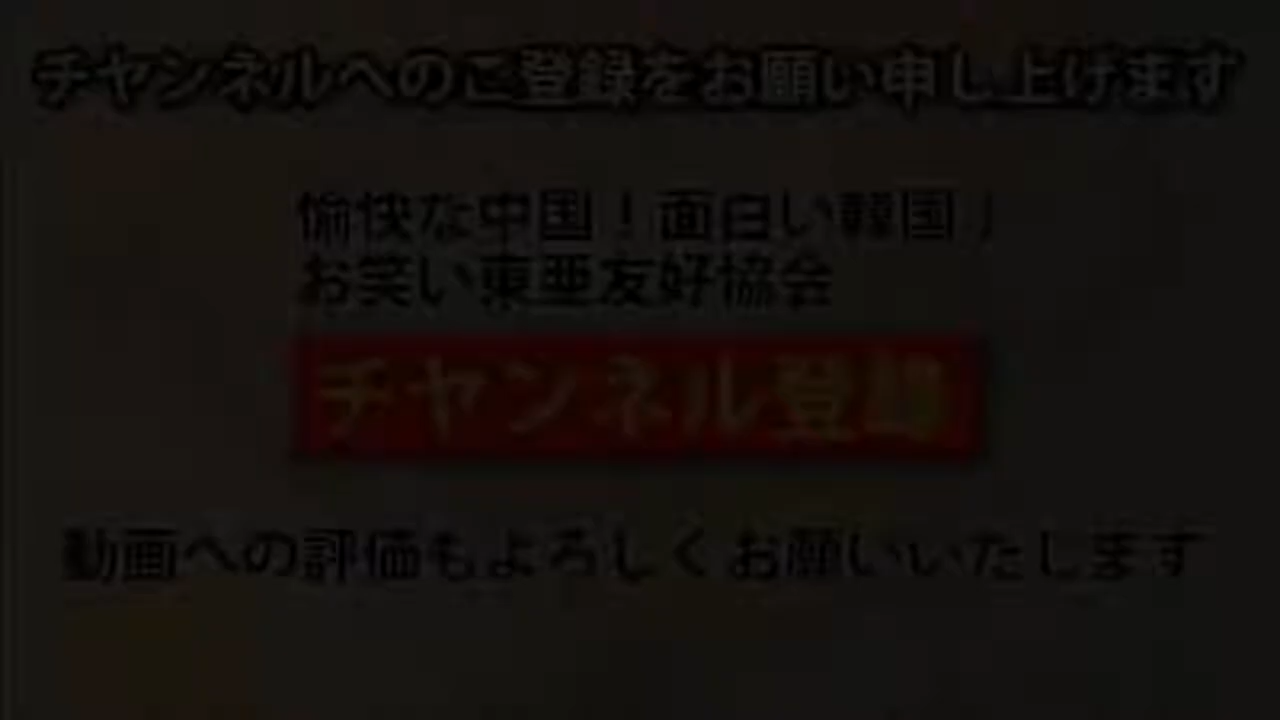 チャンネルへのご登録をお願い申し上げます
愉快な中国！面白い韓国！
お笑い東亜友好協会
チャンネル登録
動画への評価もよろしくお願いいたします